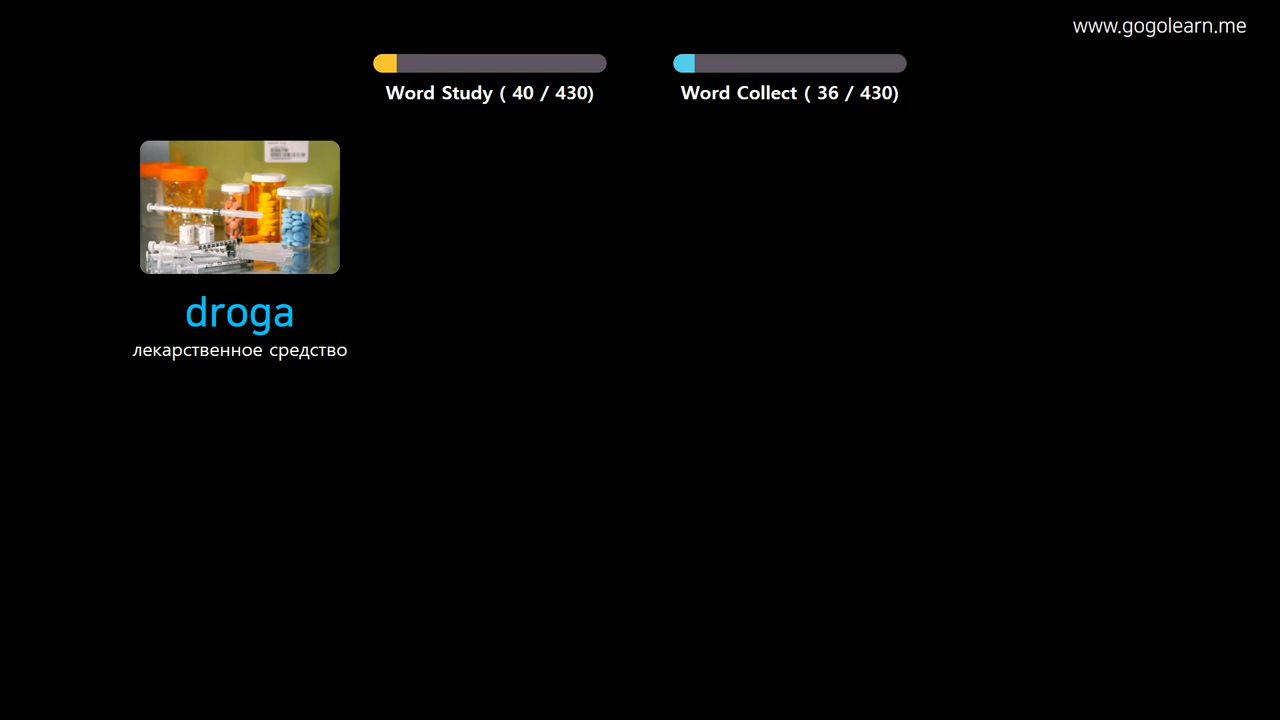 www.gogolearn.me
Word Study ( 40 / 430)
Word Collect ( 36 / 430)
droga
лекарственное средство